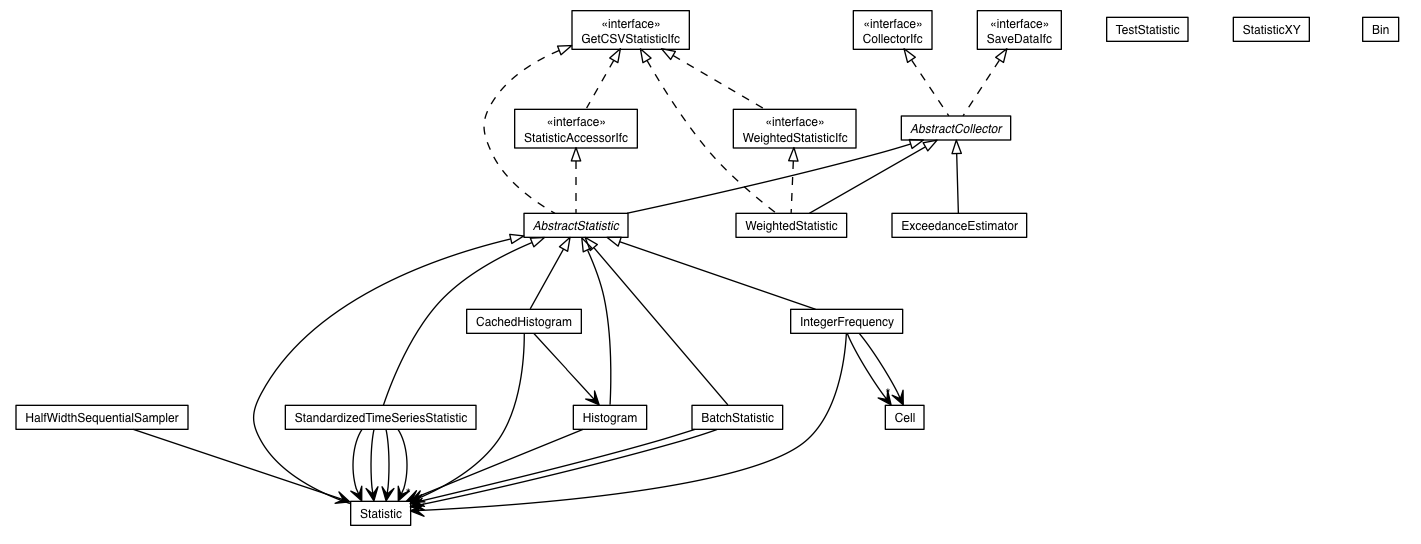 «interface»
GetCSVStatisticIfc
«interface»
CollectorIfc
«interface»
SaveDataIfc
TestStatistic
StatisticXY
Bin
«interface»
StatisticAccessorIfc
«interface»
WeightedStatisticIfc
AbstractCollector
AbstractStatistic
WeightedStatistic
ExceedanceEstimator
CachedHistogram
IntegerFrequency
HalfWidthSequentialSampler
StandardizedTimeSeriesStatistic
Histogram
BatchStatistic
Cell
Statistic